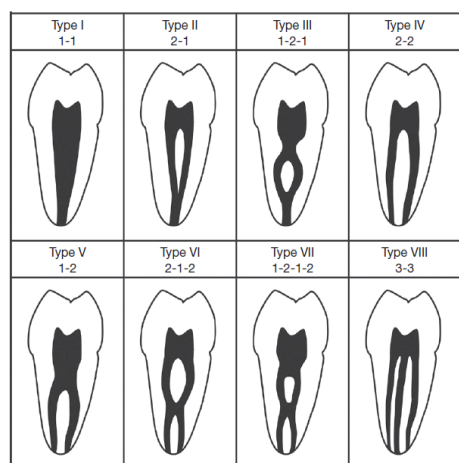 Type I
1-1
Type II
2-1
Type III
1-2-1
Type IV
2-2
Type V
1-2
Type VI
2-1-2
Type VII
1-2-1-2
Type VIII
3-3